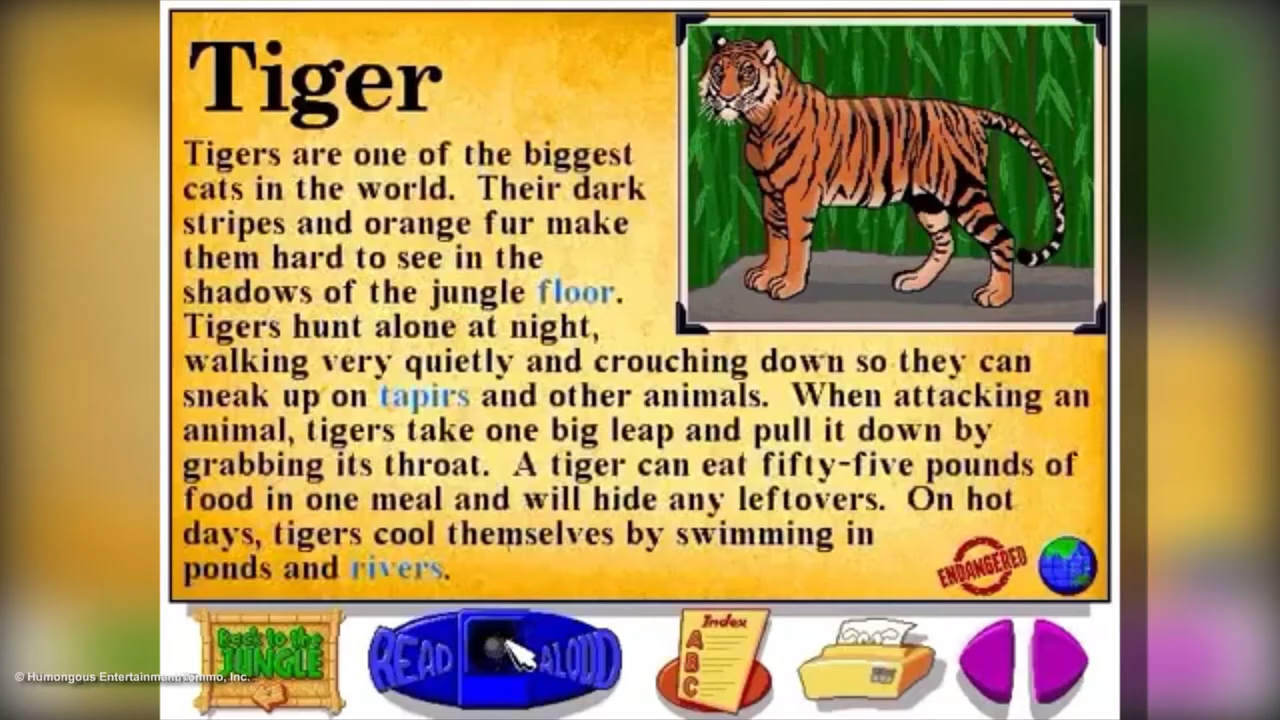 Tiger
Tigers are one of the biggest
cats in the world. Their dark
stripes and orange fur make
them hard to see in the
shadows of the jungle floor.
Tigers hunt alone at night,
walking very quietly and crouching down so they can
sneak up on tapirs and other animals. When attacking an
animal, tigers take one big leap and pull it down by
grabbing its throat. A tiger can eat fifty-five pounds of
food in one meal and will hide any leftovers. On hot
days, tigers cool themselves by swimming in
ponds and rivers.
ENDANGERED
Back to the
JUNGLE
READ ALOUD
Index
A
B
C
© Humongous Entertainment
Inc.